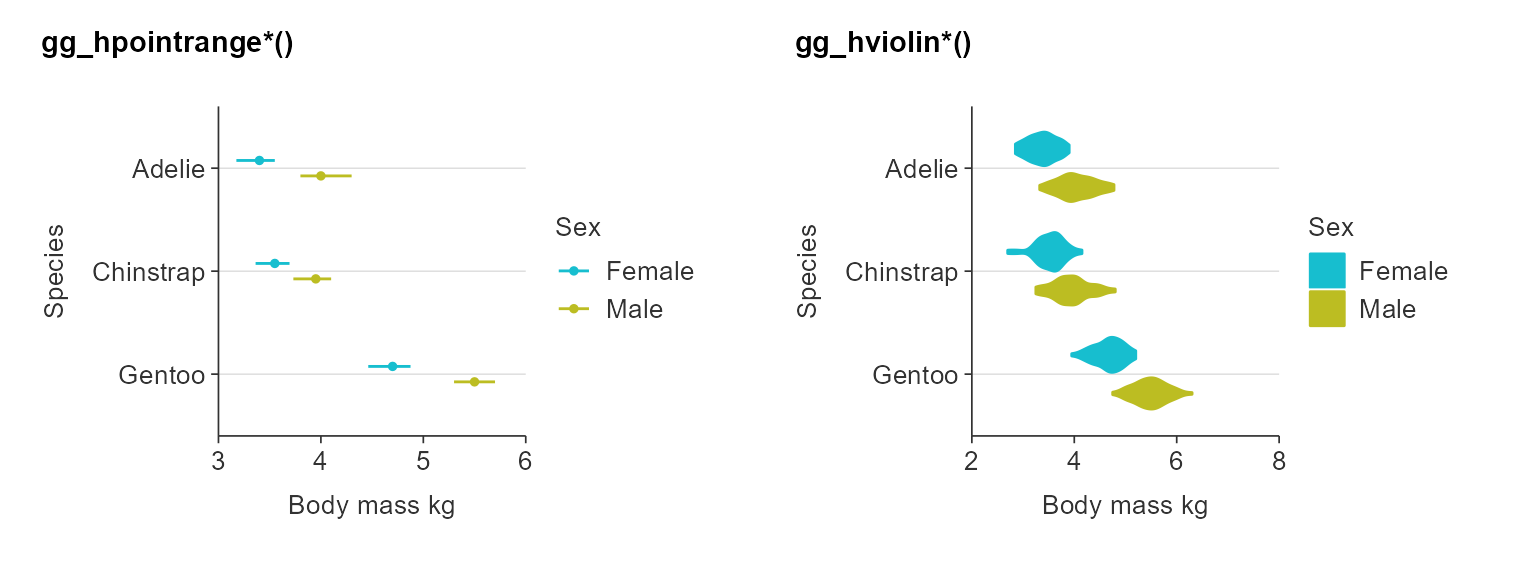 gg_hpointrange*()
Species
Adelie
Chinstrap
Gentoo
3 4 5 6
Body mass kg
Sex
Female
Male
gg_hviolin*()
Species
Adelie
Chinstrap
Gentoo
2 4 6 8
Body mass kg
Sex
Female
Male